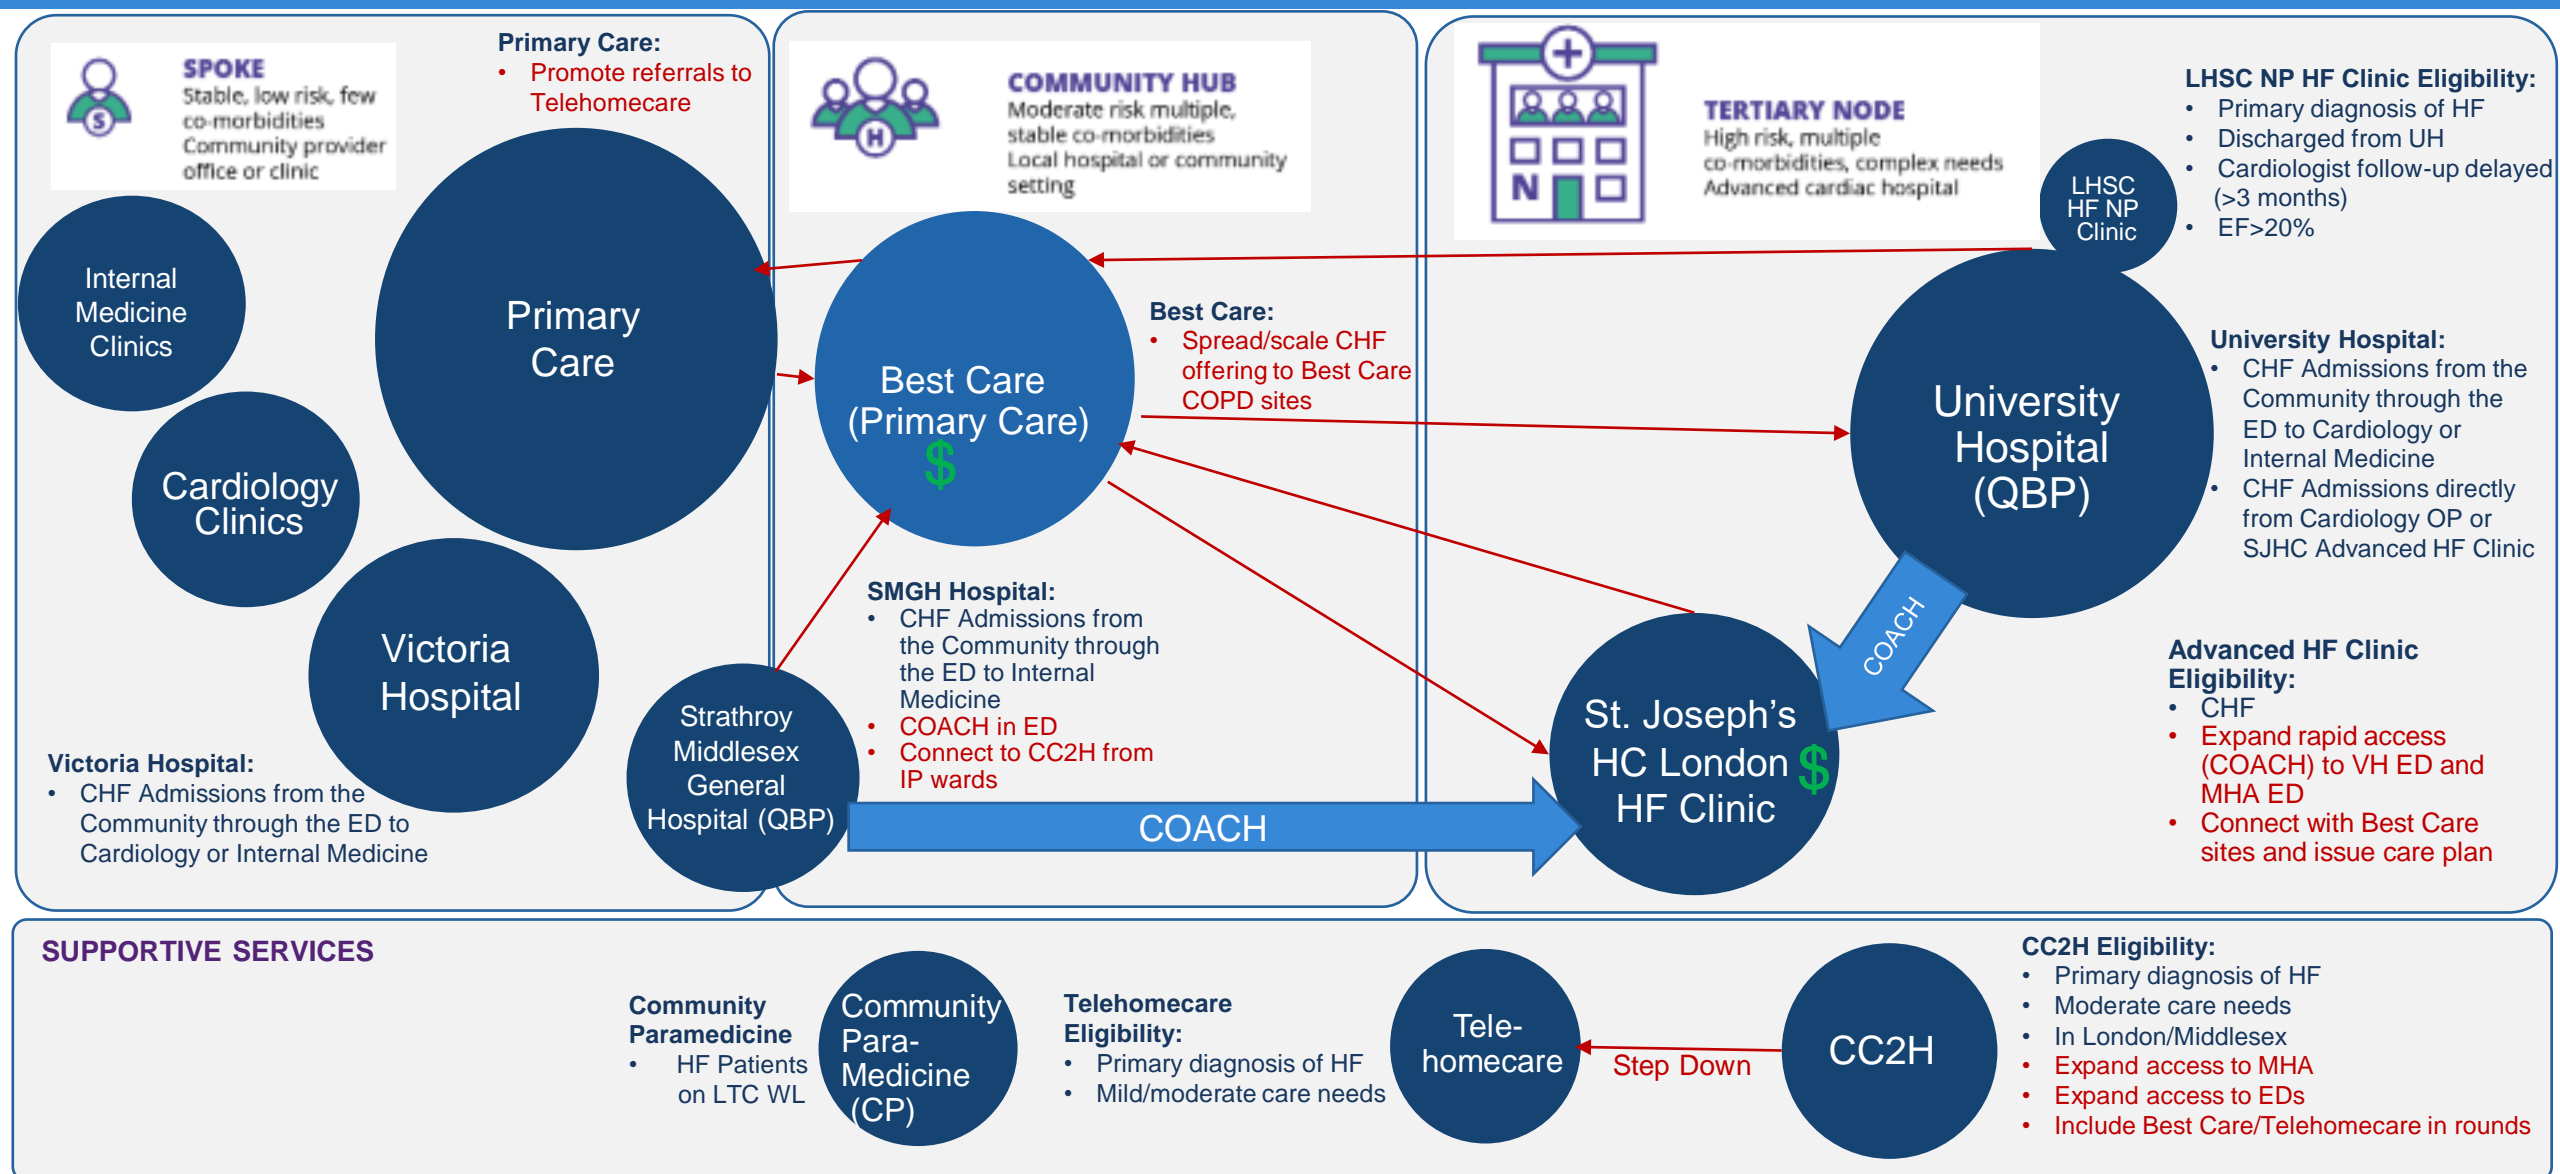 SPOKE
Stable, low risk, few
co-morbidities
Community provider
office or clinic
S
Primary Care:
• Promote referrals to
Telehomecare
Internal
Medicine
Clinics
Cardiology
Clinics
Primary
Care
Victoria
Hospital
Victoria Hospital:
• CHF Admissions from the
Community through the ED to
Cardiology or Internal Medicine
Strathroy
Middlesex
General
Hospital (QBP)
COMMUNITY HUB
Moderate risk multiple,
stable co-morbidities
Local hospital or community
setting
H
Best Care
(Primary Care)
$
Best Care:
• Spread/scale CHF
offering to Best Care
COPD sites
SMGH Hospital:
• CHF Admissions from
the Community through
the ED to Internal
Medicine
• COACH in ED
• Connect to CC2H from
IP wards
COACH
TERTIARY NODE
High risk, multiple
co-morbidities, complex needs
Advanced cardiac hospital
N
LHSC
HF NP
Clinic
LHSC NP HF Clinic Eligibility:
• Primary diagnosis of HF
• Discharged from UH
• Cardiologist follow-up delayed
(>3 months)
• EF>20%
University
Hospital
(QBP)
University Hospital:
• CHF Admissions from the
Community through the
ED to Cardiology or
Internal Medicine
• CHF Admissions directly
from Cardiology OP or
SJHC Advanced HF Clinic
COACH
St. Joseph’s
HC London
HF Clinic
$
Advanced HF Clinic
Eligibility:
• CHF
• Expand rapid access
(COACH) to VH ED and
MHA ED
• Connect with Best Care
sites and issue care plan
SUPPORTIVE SERVICES
Community
Paramedicine
• HF Patients
on LTC WL
Community
Para-
Medicine
(CP)
Telehomecare
Eligibility:
• Primary diagnosis of HF
• Mild/moderate care needs
Tele-
homecare
Step Down
CC2H
CC2H Eligibility:
• Primary diagnosis of HF
• Moderate care needs
• In London/Middlesex
• Expand access to MHA
• Expand access to EDs
• Include Best Care/Telehomecare in rounds